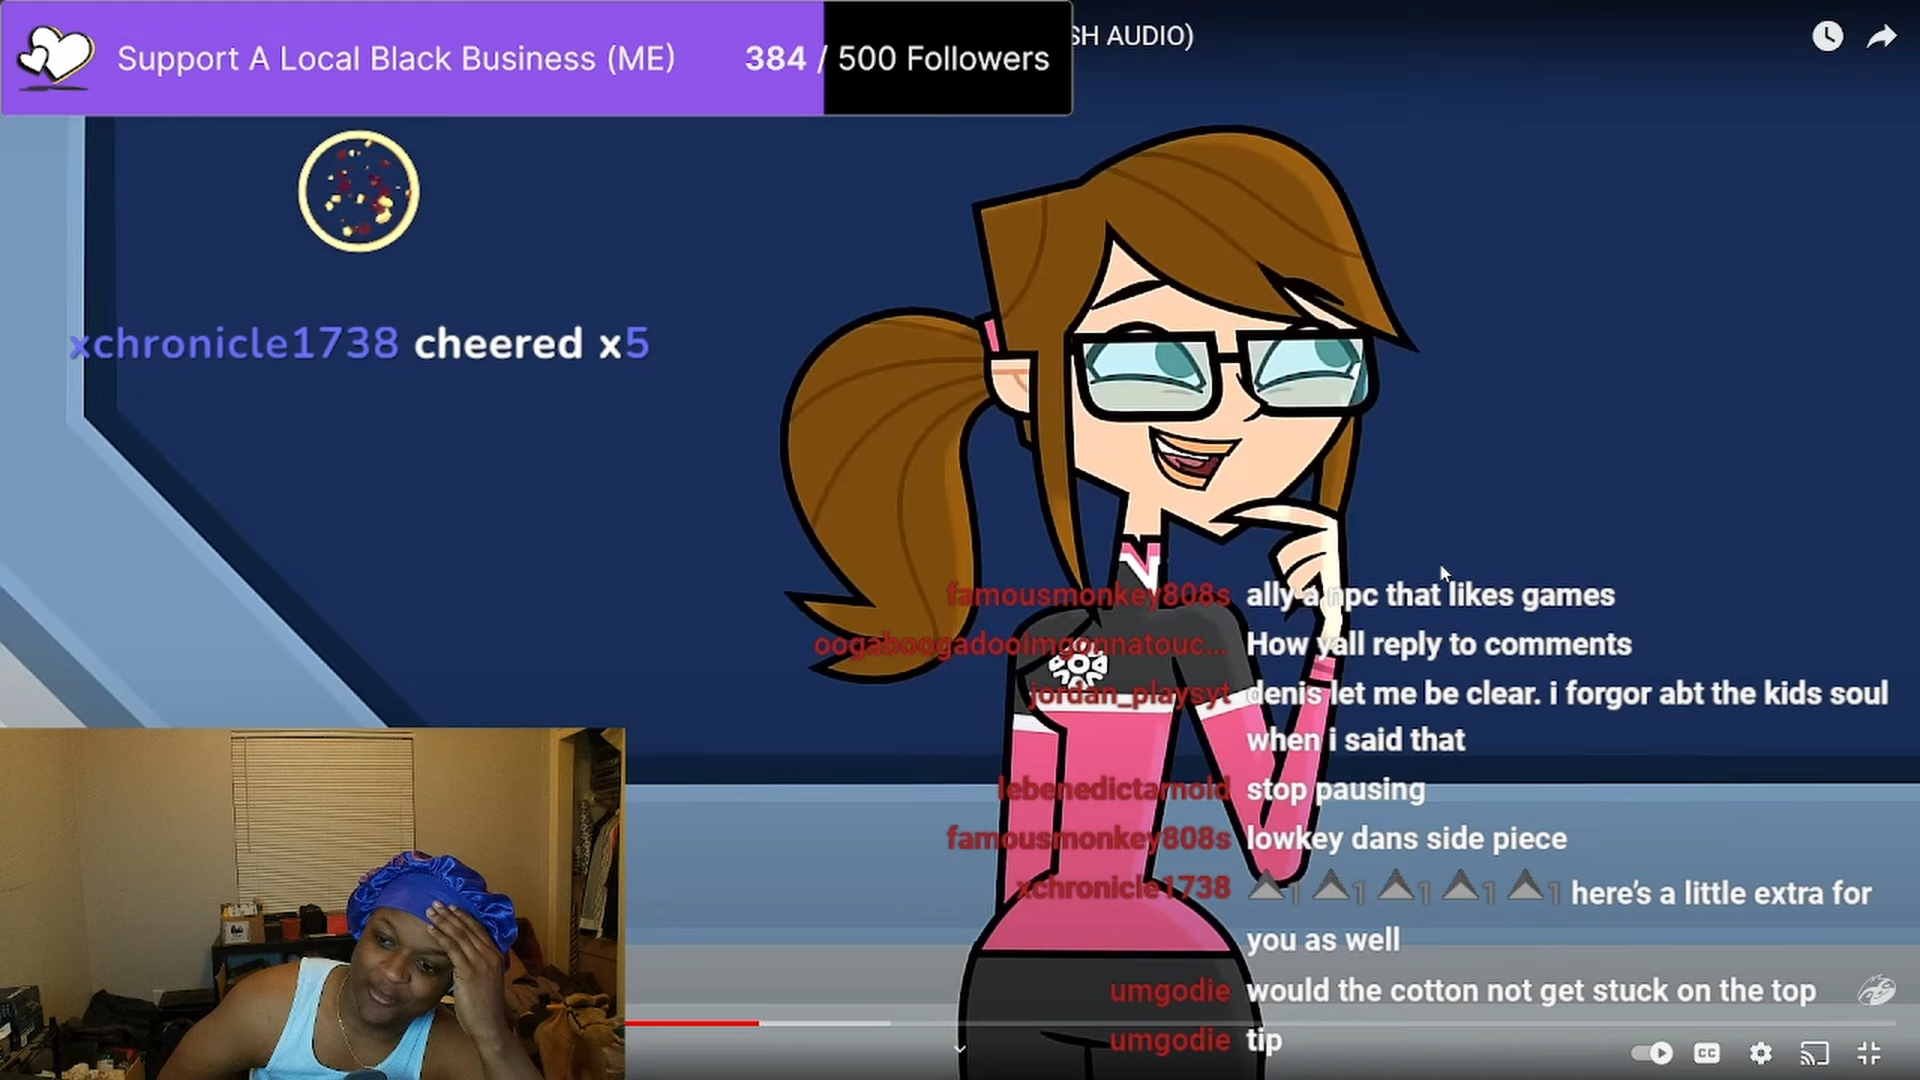 Support A Local Black Business (ME) 384 / 500 Followers
SH AUDIO)
xchronicle1738 cheered x5
famousmonkey808s ally a npc that likes games
oogaboogadooimgonnatouc... How yall reply to comments
jordan_playsyt denis let me be clear. i forgor abt the kids soul
when i said that
lebenedictarnold stop pausing
famousmonkey808s lowkey dans side piece
xchronicle1738 1 1 1 1 1 here's a little extra for
you as well
umgodie would the cotton not get stuck on the top
umgodie tip
CC